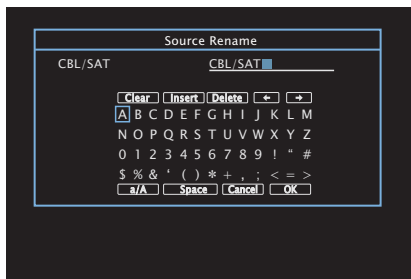 Source Rename
CBL/SAT CBL/SAT
Clear Insert Delete ← →
A B C D E F G H I J K L M
N O P Q R S T U V W X Y Z
0 1 2 3 4 5 6 7 8 9 ! “ #
$ % & ‘ ( ) * + , ; < = >
a/A Space Cancel OK